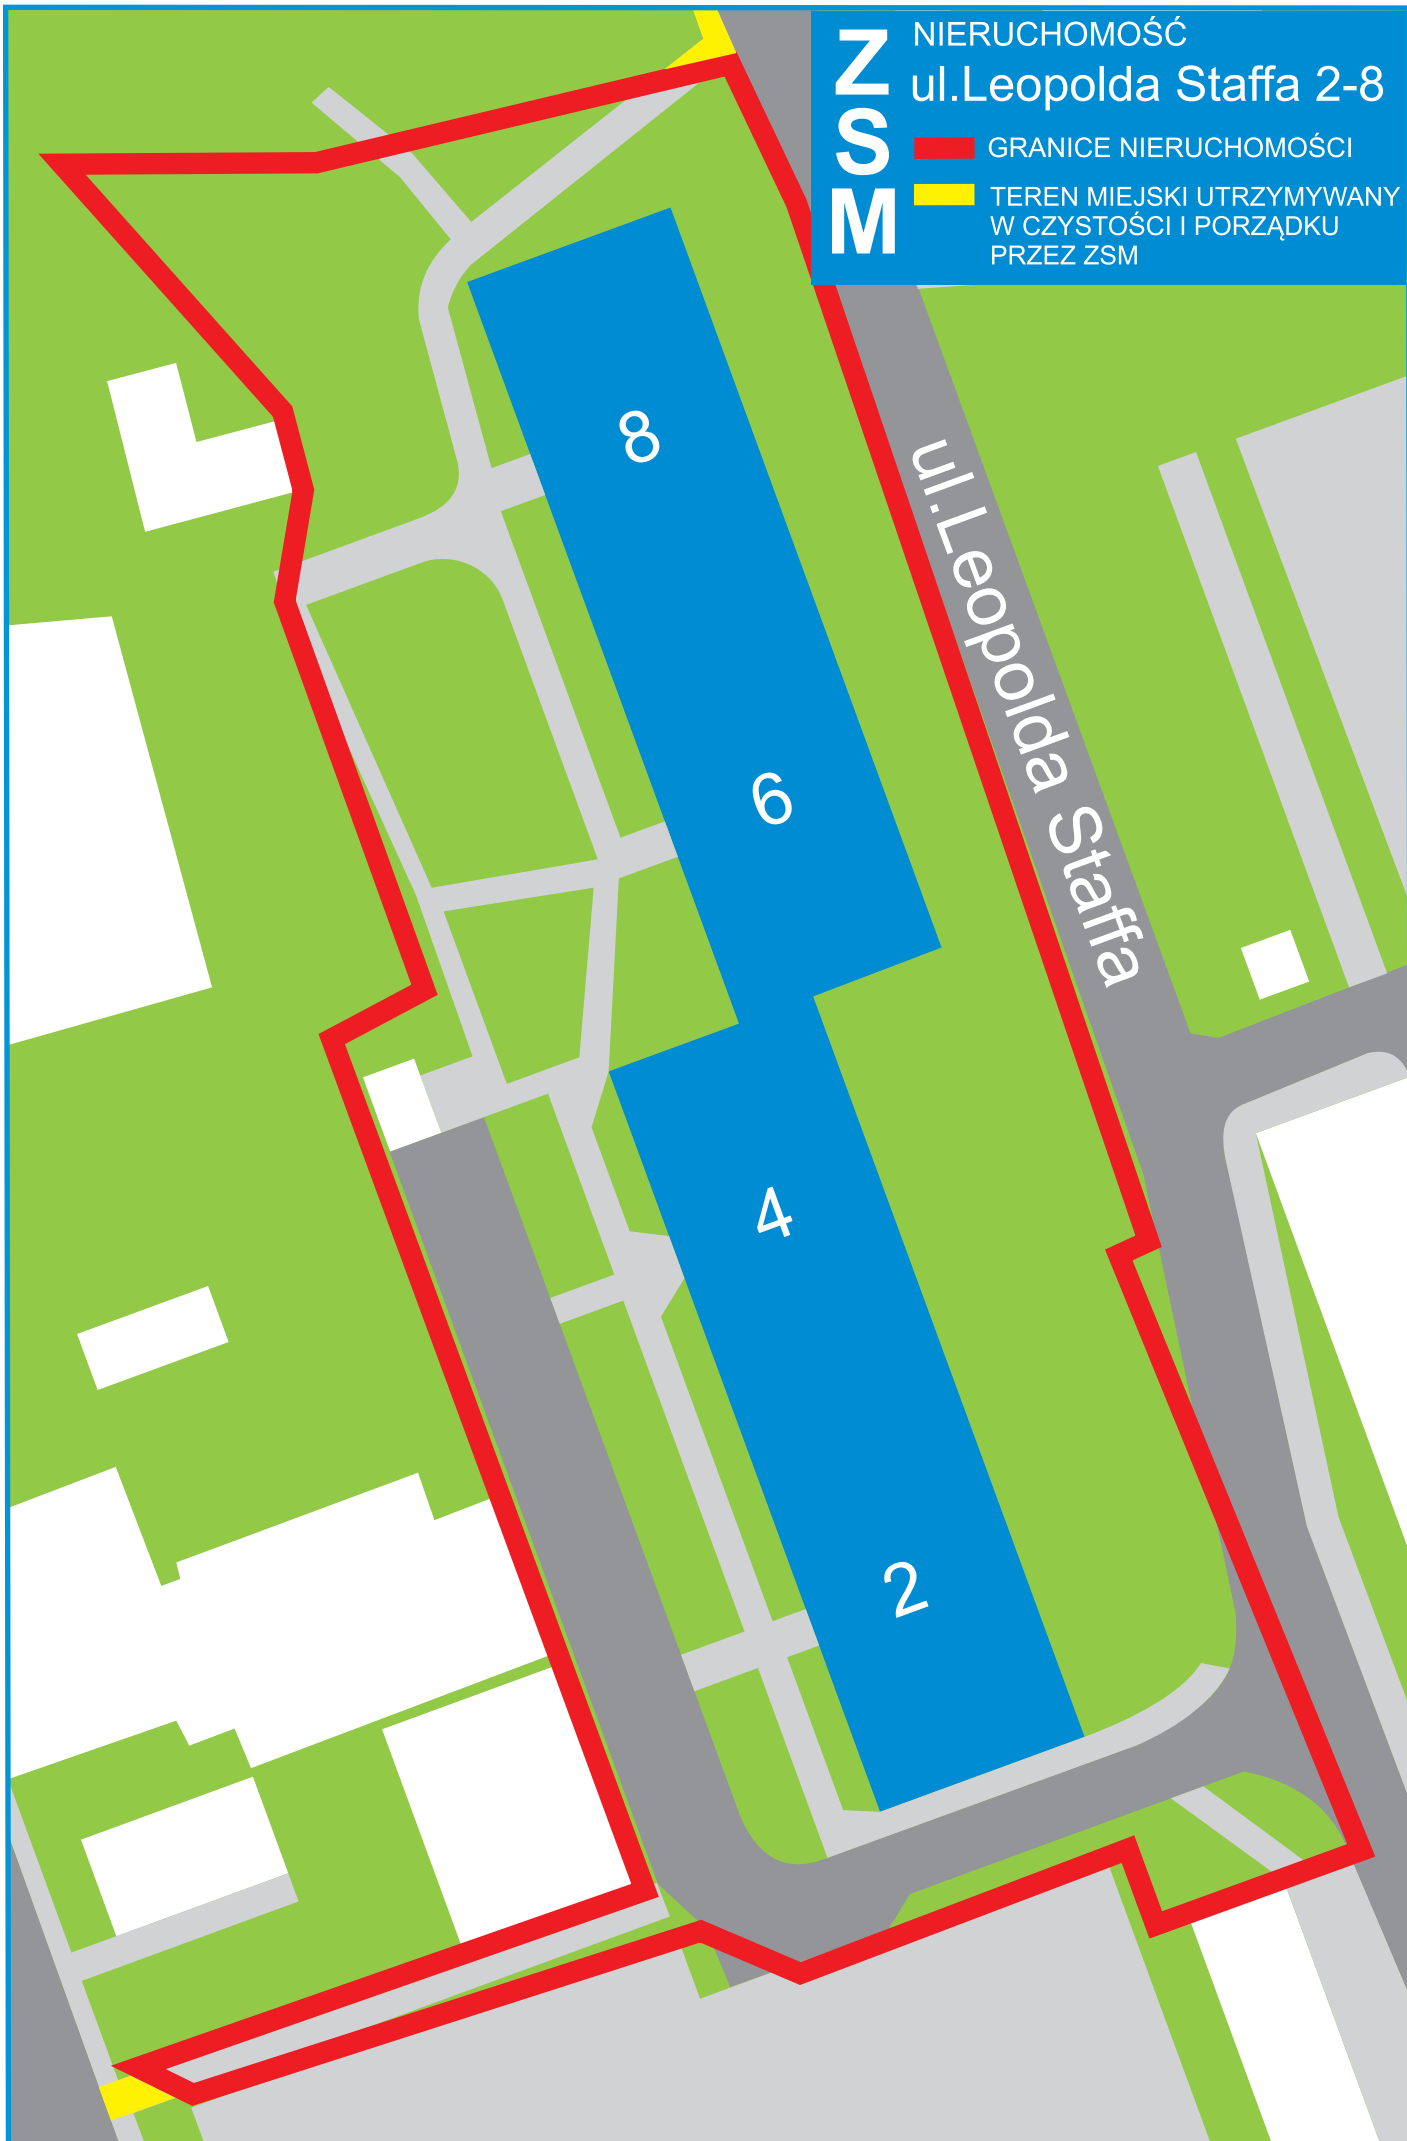 Z
S
M
NIERUCHOMOŚĆ
ul.Leopolda Staffa 2-8
GRANICE NIERUCHOMOŚCI
TEREN MIEJSKI UTRZYMYWANY
W CZYSTOŚCI I PORZĄDKU
PRZEZ ZSM
8
ul.Leopolda Staffa
6
4
2